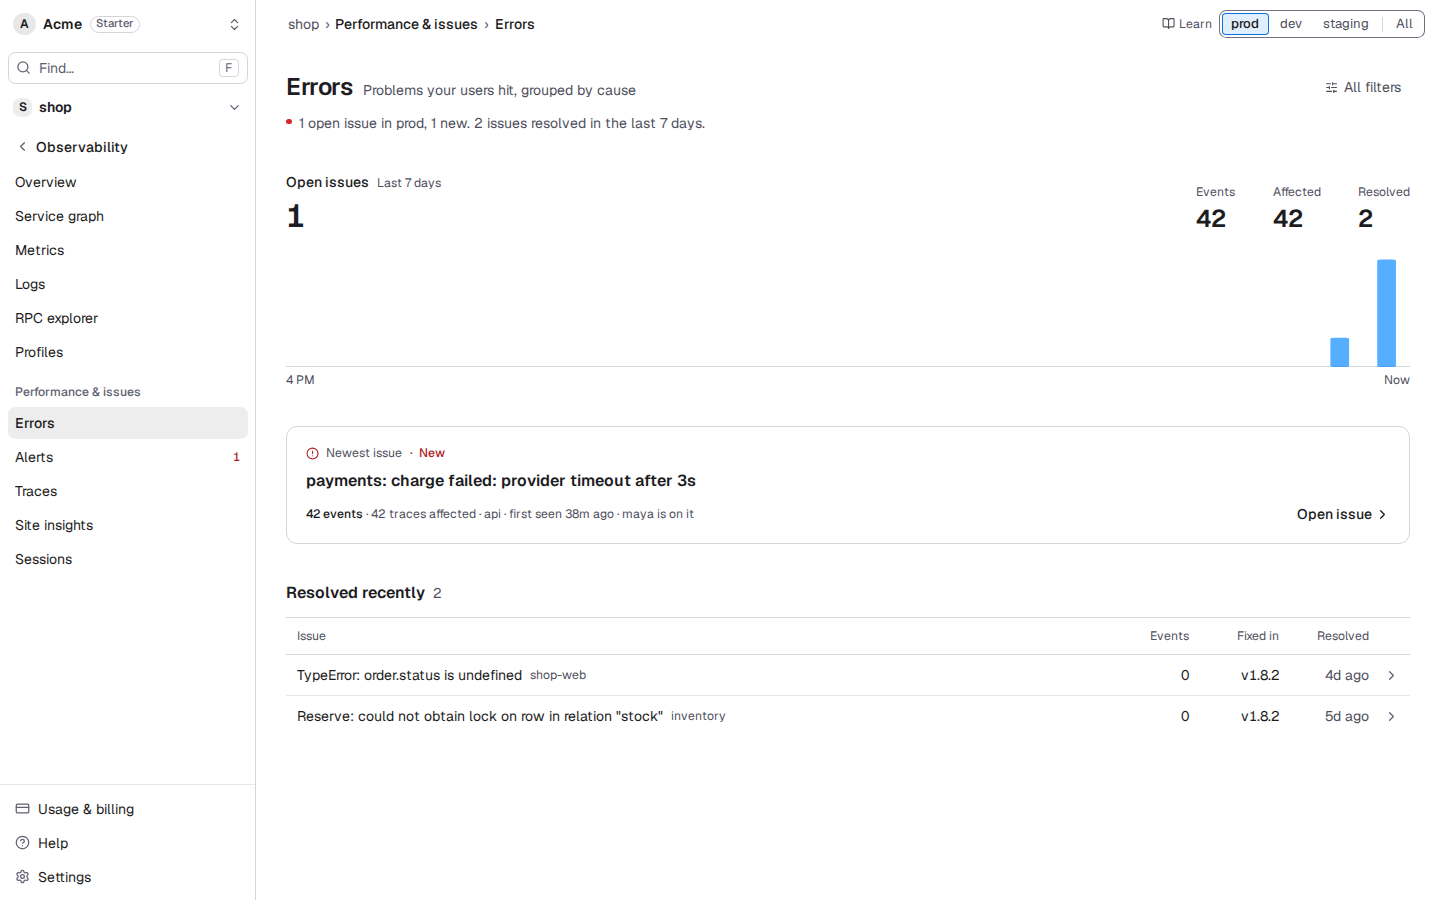 A Acme Starter
Find... F
S shop
Observability
Overview
Service graph
Metrics
Logs
RPC explorer
Profiles
Performance & issues
Errors
Alerts 1
Traces
Site insights
Sessions
Usage & billing
Help
Settings
shop › Performance & issues › Errors
Learn prod dev staging All
Errors Problems your users hit, grouped by cause
All filters
1 open issue in prod, 1 new. 2 issues resolved in the last 7 days.
Open issues Last 7 days
1
Events Affected Resolved
42 42 2
4 PM Now
Newest issue · New
payments: charge failed: provider timeout after 3s
42 events · 42 traces affected · api · first seen 38m ago · maya is on it
Open issue
Resolved recently 2
Issue Events Fixed in Resolved
TypeError: order.status is undefined shop-web 0 v1.8.2 4d ago
Reserve: could not obtain lock on row in relation "stock" inventory 0 v1.8.2 5d ago